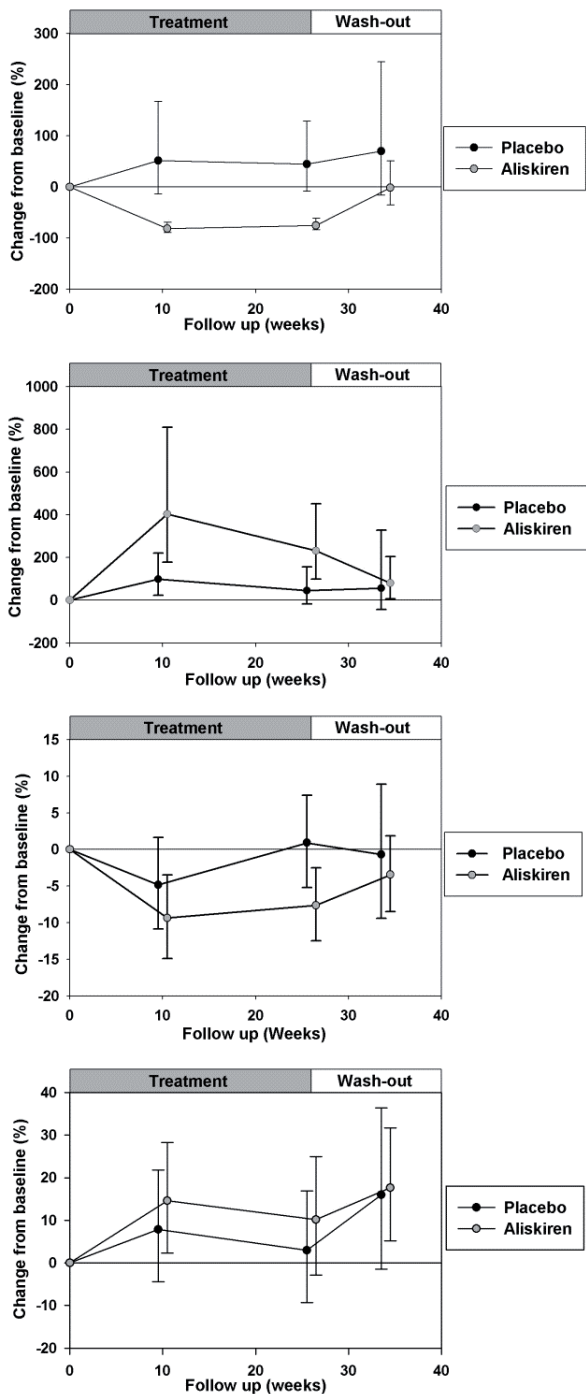 Treatment Wash-out
300
200
100
0
-100
-200
Change from baseline (%)
0 10 20 30 40
Follow up (weeks)
Placebo
Aliskiren
Treatment Wash-out
1000
800
600
400
200
0
-200
Change from baseline (%)
0 10 20 30 40
Follow up (weeks)
Placebo
Aliskiren
Treatment Wash-out
15
10
5
0
-5
-10
-15
-20
Change from baseline (%)
0 10 20 30 40
Follow up (Weeks)
Placebo
Aliskiren
Treatment Wash-out
40
30
20
10
0
-10
-20
Change from baseline (%)
0 10 20 30 40
Follow up (weeks)
Placebo
Aliskiren